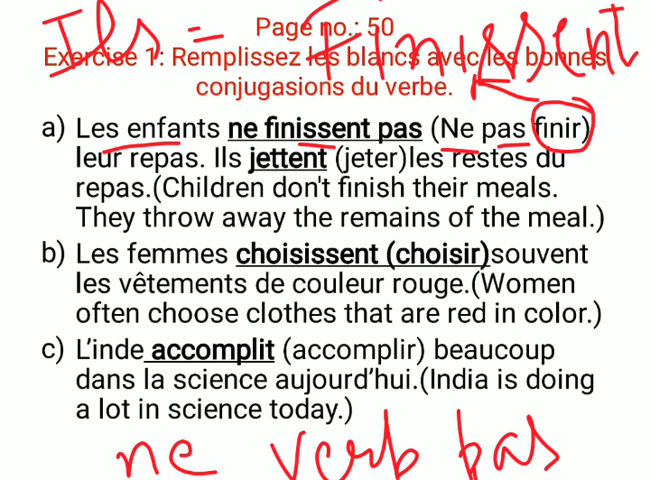 Page no.: 50
Ils = Finissent
Exercise 1: Remplissez les blancs avec les bonnes
conjugasions du verbe.
a) Les enfants ne finissent pas (Ne pas finir)
leur repas. Ils jettent (jeter)les restes du
repas.(Children don't finish their meals.
They throw away the remains of the meal.)
b) Les femmes choisissent (choisir)souvent
les vêtements de couleur rouge.(Women
often choose clothes that are red in color.)
c) L’inde accomplit (accomplir) beaucoup
dans la science aujourd’hui.(India is doing
a lot in science today.)
ne verb pas